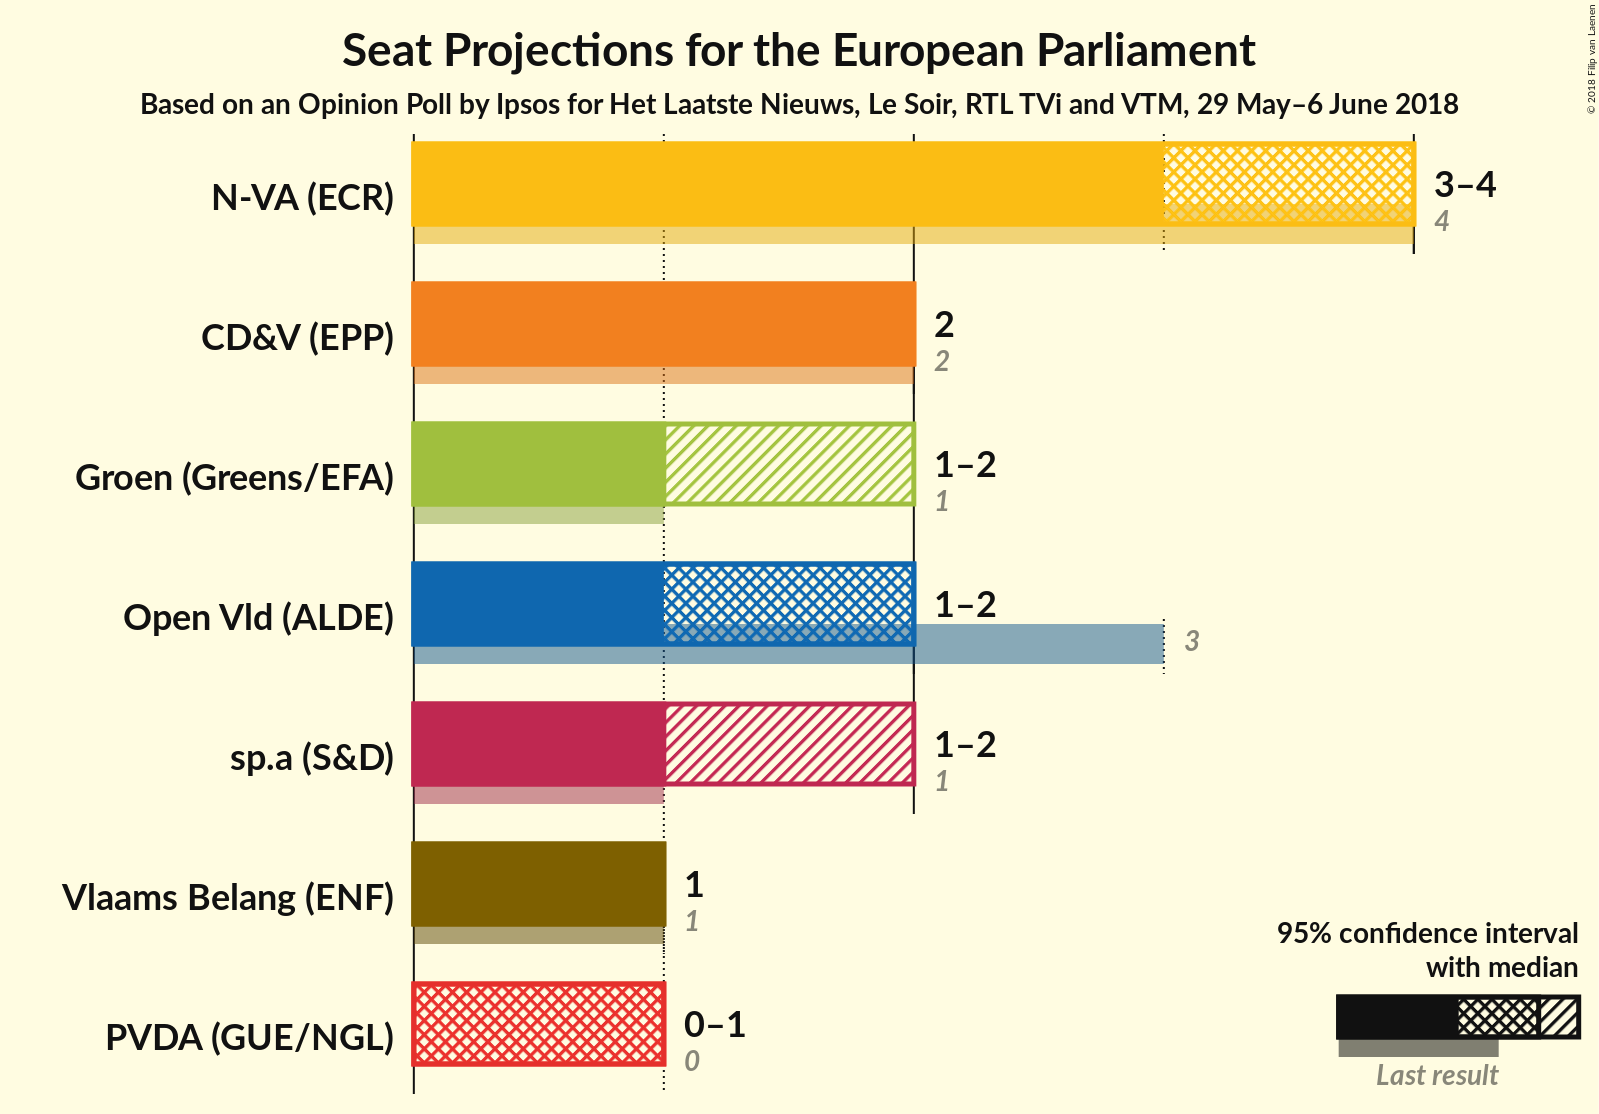 Seat Projections for the European Parliament
Based on an Opinion Poll by Ipsos for Het Laatste Nieuws, Le Soir, RTL TVi and VTM, 29 May–6 June 2018
© 2018 Filip van Laenen
N-VA (ECR)
3–4
4
CD&V (EPP)
2
2
Groen (Greens/EFA)
1–2
1
Open Vld (ALDE)
1–2
3
sp.a (S&D)
1–2
1
Vlaams Belang (ENF)
1
1
PVDA (GUE/NGL)
0–1
0
95% confidence interval
with median
Last result